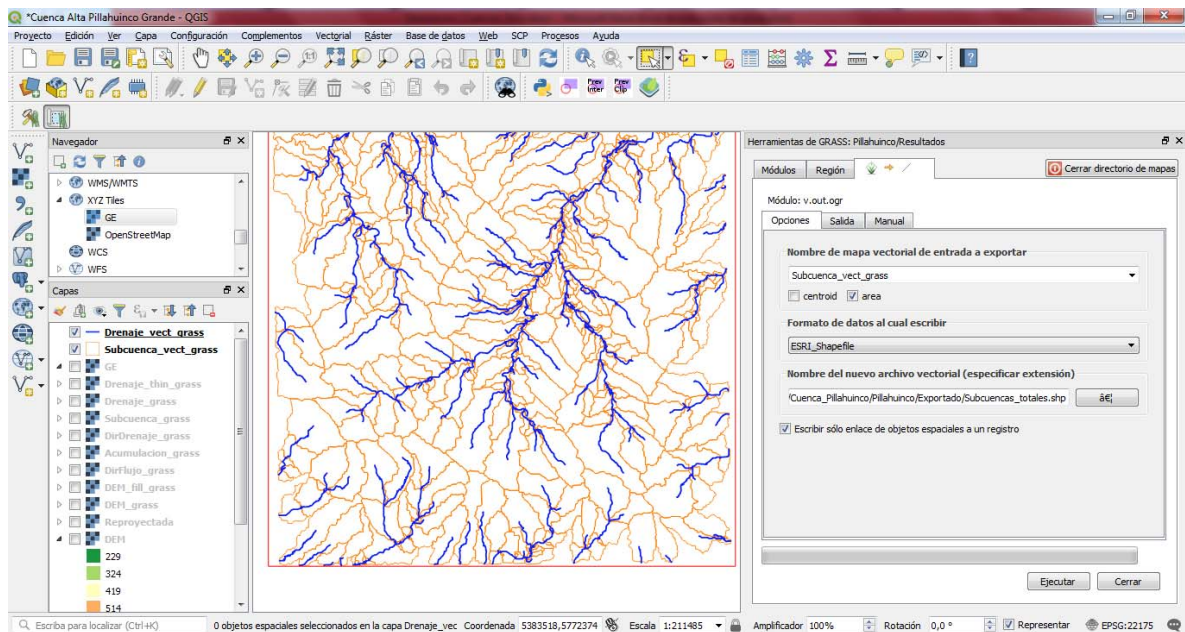 *Cuenca Alta Pillahuinco Grande - QGIS
Proyecto Edición Ver Capa Configuración Complementos Vectorial Ráster Base de datos Web SCP Procesos Ayuda
Prev Inter
Prev Clip
Navegador
WMS/WMTS
XYZ Tiles
GE
OpenStreetMap
WCS
WFS
Capas
Drenaje_vect_grass
Subcuenca_vect_grass
GE
Drenaje_thin_grass
Drenaje_grass
Subcuenca_grass
DirDrenaje_grass
Acumulacion_grass
DirFlujo_grass
DEM_fill_grass
DEM_grass
Reproyectada
DEM
229
324
419
514
Herramientas de GRASS: Pillahuinco/Resultados
Módulos Región Cerrar directorio de mapas
Módulo: v.out.ogr
Opciones Salida Manual
Nombre de mapa vectorial de entrada a exportar
Subcuenca_vect_grass
centroid area
Formato de datos al cual escribir
ESRI_Shapefile
Nombre del nuevo archivo vectorial (especificar extensión)
'Cuenca_Pillahuinco/Pillahuinco/Exportado/Subcuencas_totales.shp â€¦
Escribir sólo enlace de objetos espaciales a un registro
Ejecutar Cerrar
Escriba para localizar (Ctrl+K) 0 objetos espaciales seleccionados en la capa Drenaje_vec Coordenada 5383518,5772374 Escala 1:211485 Amplificador 100% Rotación 0,0 ° Representar EPSG:22175